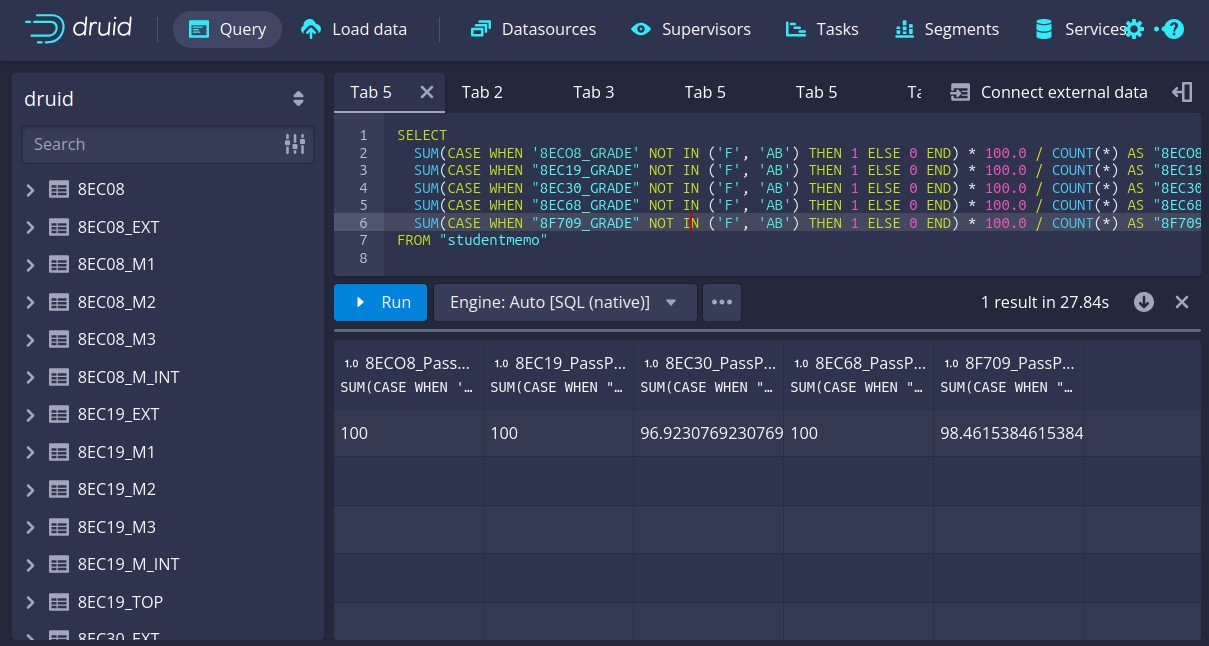 druid Query Load data Datasources Supervisors Tasks Segments Services
druid
Search
8EC08
8EC08_EXT
8EC08_M1
8EC08_M2
8EC08_M3
8EC08_M_INT
8EC19_EXT
8EC19_M1
8EC19_M2
8EC19_M3
8EC19_M_INT
8EC19_TOP
8EC30_EXT
Tab 5 Tab 2 Tab 3 Tab 5 Tab 5 Ta Connect external data
1 SELECT
2 SUM(CASE WHEN '8ECO8_GRADE' NOT IN ('F', 'AB') THEN 1 ELSE 0 END) * 100.0 / COUNT(*) AS "8ECO8
3 SUM(CASE WHEN "8EC19_GRADE" NOT IN ('F', 'AB') THEN 1 ELSE 0 END) * 100.0 / COUNT(*) AS "8EC19
4 SUM(CASE WHEN "8EC30_GRADE" NOT IN ('F', 'AB') THEN 1 ELSE 0 END) * 100.0 / COUNT(*) AS "8EC30
5 SUM(CASE WHEN "8EC68_GRADE" NOT IN ('F', 'AB') THEN 1 ELSE 0 END) * 100.0 / COUNT(*) AS "8EC68
6 SUM(CASE WHEN "8F709_GRADE" NOT IN ('F', 'AB') THEN 1 ELSE 0 END) * 100.0 / COUNT(*) AS "8F709
7 FROM "studentmemo"
8
Run Engine: Auto [SQL (native)] 1 result in 27.84s
1.0 8ECO8_Pass... 1.0 8EC19_PassP... 1.0 8EC30_PassP... 1.0 8EC68_PassP... 1.0 8F709_PassP...
SUM(CASE WHEN '... SUM(CASE WHEN "... SUM(CASE WHEN "... SUM(CASE WHEN "... SUM(CASE WHEN "...
100 100 96.9230769230769 100 98.4615384615384